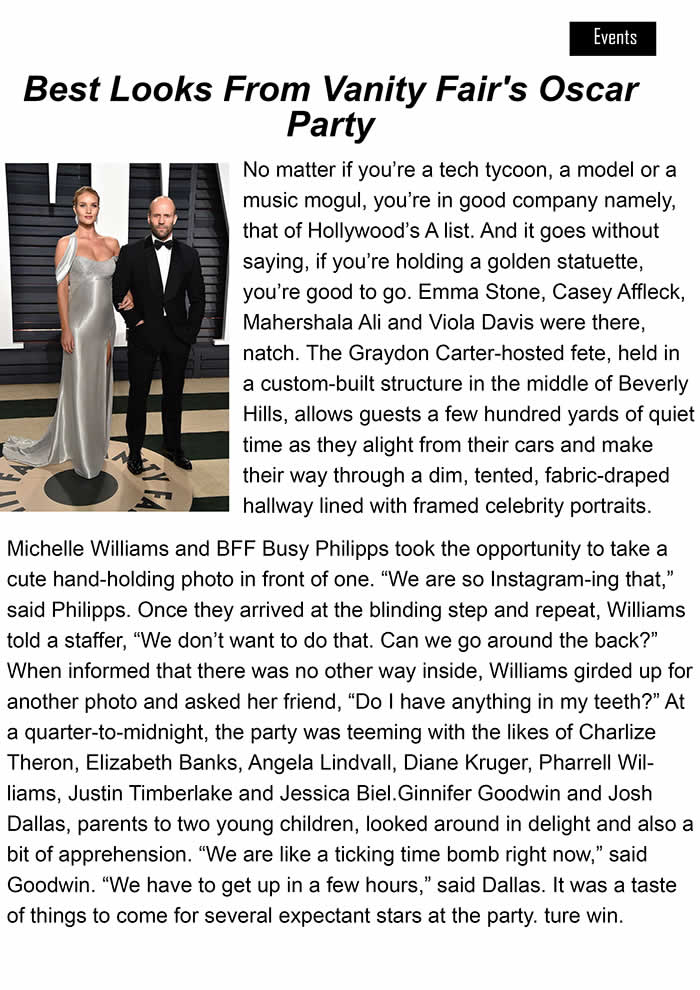 Events
Best Looks From Vanity Fair's Oscar
Party
No matter if you’re a tech tycoon, a model or a
music mogul, you’re in good company namely,
that of Hollywood’s A list. And it goes without
saying, if you’re holding a golden statuette,
you’re good to go. Emma Stone, Casey Affleck,
Mahershala Ali and Viola Davis were there,
natch. The Graydon Carter-hosted fete, held in
a custom-built structure in the middle of Beverly
Hills, allows guests a few hundred yards of quiet
time as they alight from their cars and make
their way through a dim, tented, fabric-draped
hallway lined with framed celebrity portraits.
Michelle Williams and BFF Busy Philipps took the opportunity to take a
cute hand-holding photo in front of one. “We are so Instagram-ing that,”
said Philipps. Once they arrived at the blinding step and repeat, Williams
told a staffer, “We don’t want to do that. Can we go around the back?”
When informed that there was no other way inside, Williams girded up for
another photo and asked her friend, “Do I have anything in my teeth?” At
a quarter-to-midnight, the party was teeming with the likes of Charlize
Theron, Elizabeth Banks, Angela Lindvall, Diane Kruger, Pharrell Wil-
liams, Justin Timberlake and Jessica Biel.Ginnifer Goodwin and Josh
Dallas, parents to two young children, looked around in delight and also a
bit of apprehension. “We are like a ticking time bomb right now,” said
Goodwin. “We have to get up in a few hours,” said Dallas. It was a taste
of things to come for several expectant stars at the party. ture win.